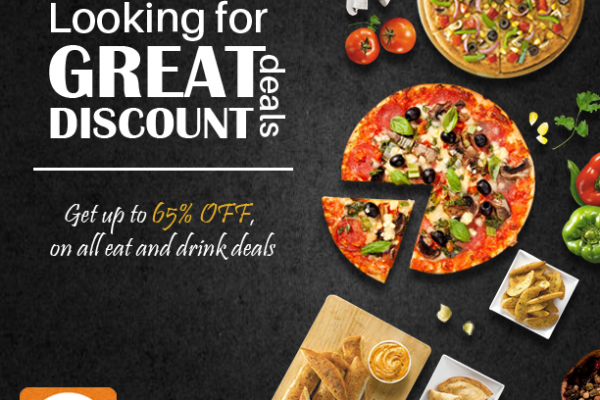 Looking for
GREAT
DISCOUNT
deals
Get up to 65% OFF,
on all eat and drink deals